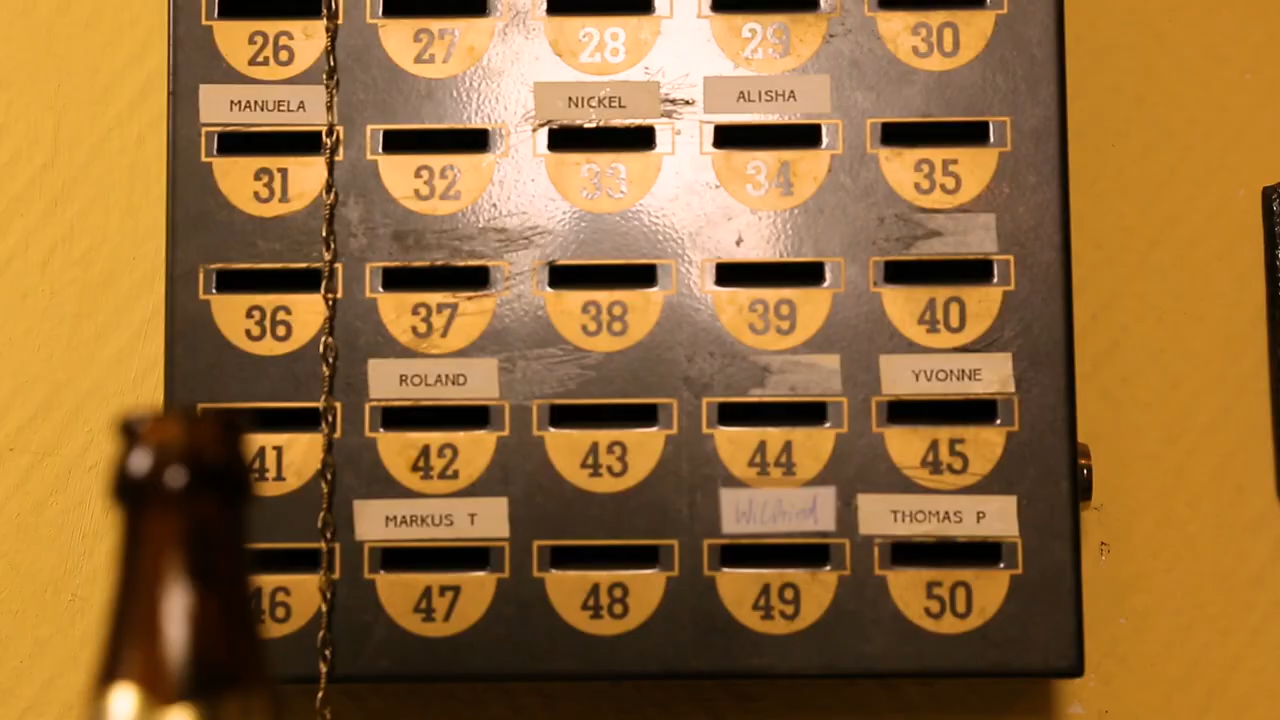 26 27 28 29 30
MANUELA NICKEL ALISHA
31 32 33 34 35
36 37 38 39 40
ROLAND YVONNE
41 42 43 44 45
MARKUS T Wilfried THOMAS P
46 47 48 49 50